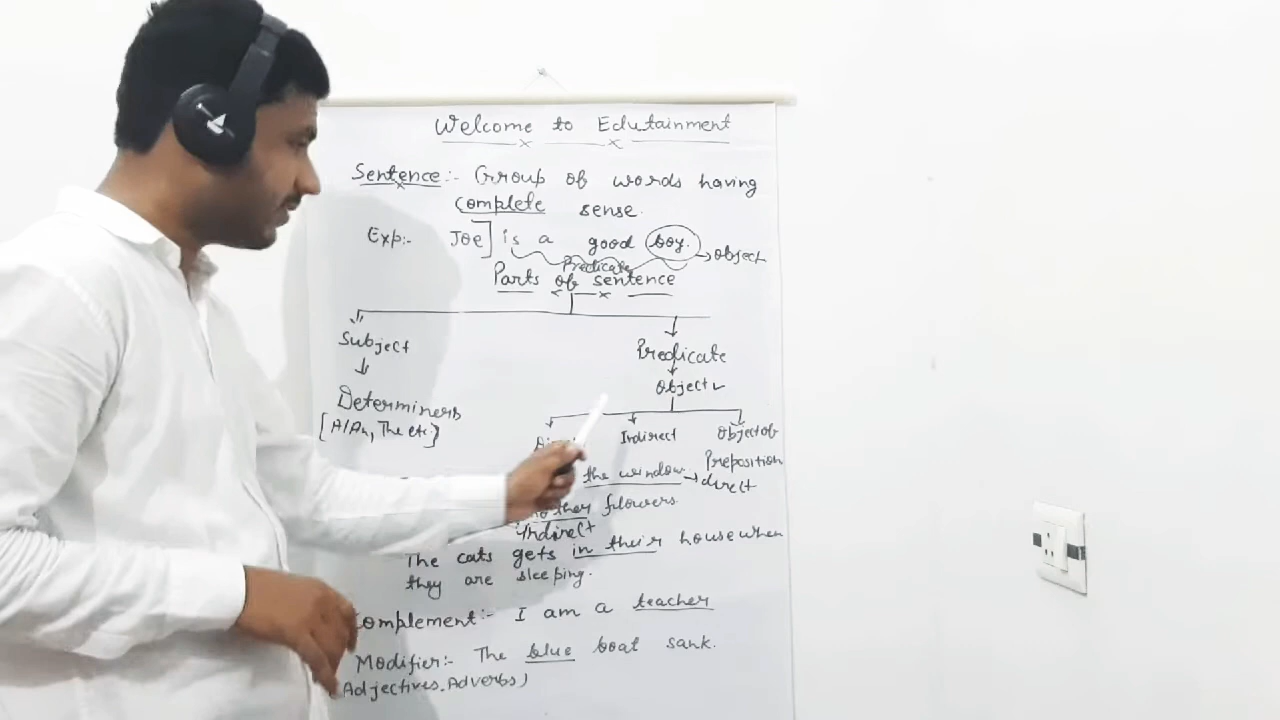 Welcome to Edutainment
Sentence:- Group of words having
complete sense.
Exp:- Joe] is a good boy. → object
Predicate
Parts of sentence
Subject
Predicate
Object
Determiners
[A/An, The etc.]
Indirect
Object of
Preposition
the window → direct
flowers.
Indirect
The cats gets in their house when
they are sleeping.
Complement:- I am a teacher
Modifier:- The blue boat sank.
Adjectives, Adverbs)